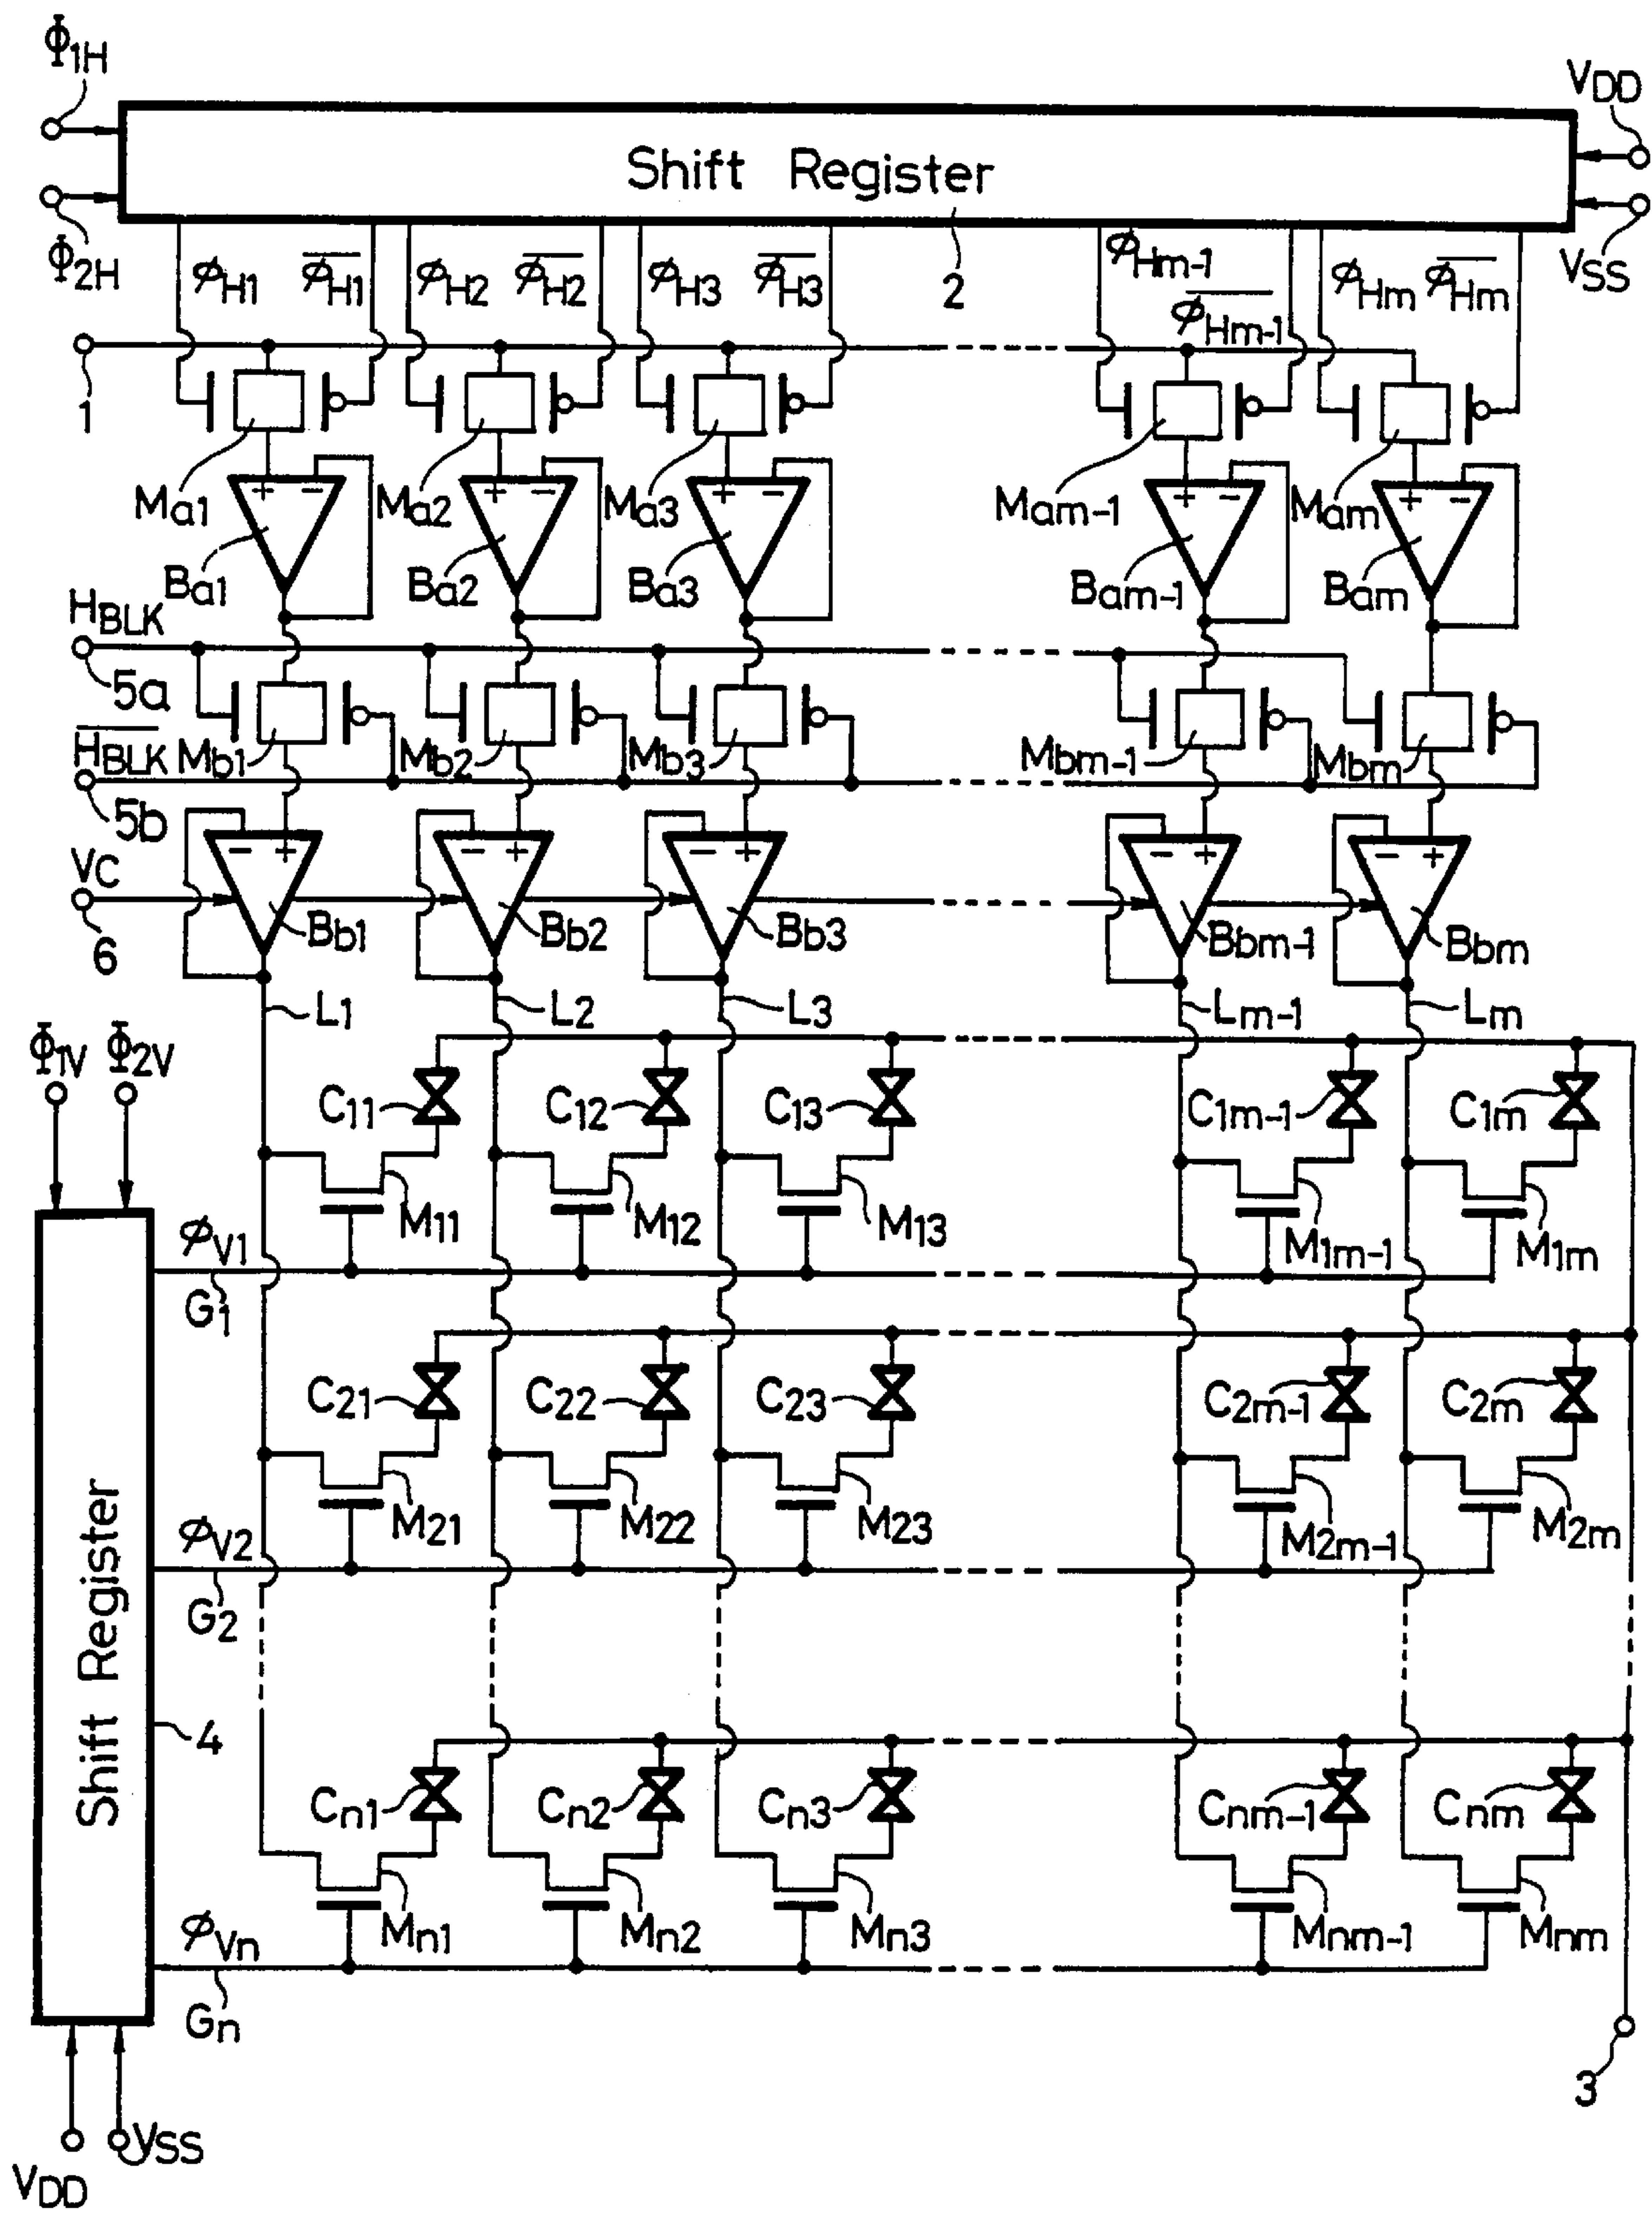 Φ1H
VDD
Shift Register
Φ2H
VSS
φH1 φ̅H1 φH2 φ̅H2 φH3 φ̅H3 2 φHm-1 φ̅Hm-1 φHm φ̅Hm
1
Ma1 Ma2 Ma3 Mam-1 Mam
+ − + − + − + − + −
Ba1 Ba2 Ba3 Bam-1 Bam
HBLK
5a
H̅B̅L̅K̅ Mb1 Mb2 Mb3 Mbm-1 Mbm
5b
− + − + − + − + − +
VC
6
Bb1 Bb2 Bb3 Bbm-1 Bbm
L1 L2 L3 Lm-1 Lm
Φ1V Φ2V
C11 C12 C13 C1m-1 C1m
M11 M12 M13 M1m-1 M1m
φV1
G1
C21 C22 C23 C2m-1 C2m
M21 M22 M23 M2m-1 M2m
φV2
G2
Shift Register
4
Cn1 Cn2 Cn3 Cnm-1 Cnm
Mn1 Mn2 Mn3 Mnm-1 Mnm
φVn
Gn
3
VSS
VDD